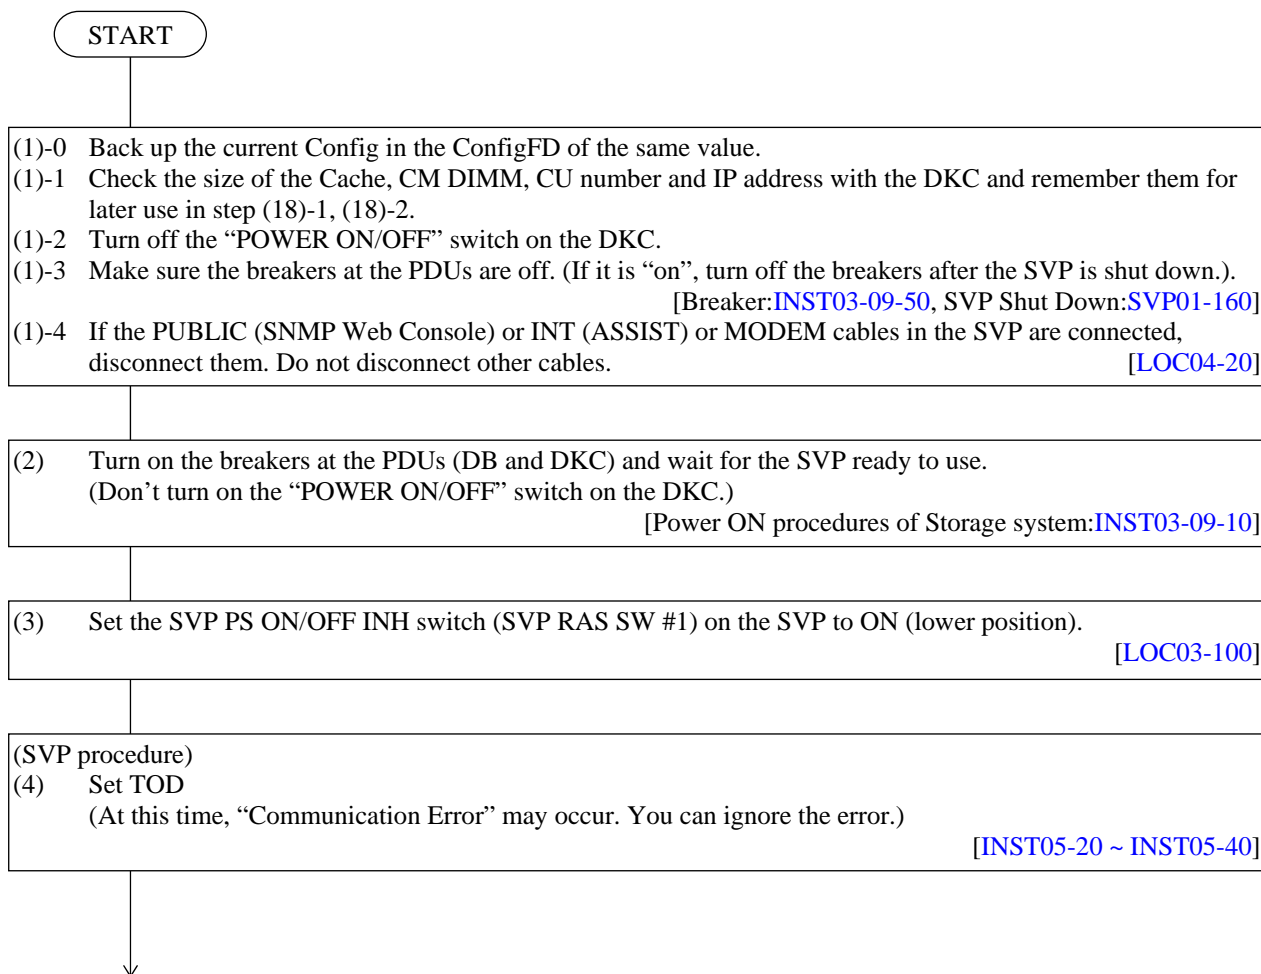 START
(1)-0 Back up the current Config in the ConfigFD of the same value.
(1)-1 Check the size of the Cache, CM DIMM, CU number and IP address with the DKC and remember them for
later use in step (18)-1, (18)-2.
(1)-2 Turn off the “POWER ON/OFF” switch on the DKC.
(1)-3 Make sure the breakers at the PDUs are off. (If it is “on”, turn off the breakers after the SVP is shut down.).
[Breaker:INST03-09-50, SVP Shut Down:SVP01-160]
(1)-4 If the PUBLIC (SNMP Web Console) or INT (ASSIST) or MODEM cables in the SVP are connected,
disconnect them. Do not disconnect other cables. [LOC04-20]
(2) Turn on the breakers at the PDUs (DB and DKC) and wait for the SVP ready to use.
(Don’t turn on the “POWER ON/OFF” switch on the DKC.)
[Power ON procedures of Storage system:INST03-09-10]
(3) Set the SVP PS ON/OFF INH switch (SVP RAS SW #1) on the SVP to ON (lower position).
[LOC03-100]
(SVP procedure)
(4) Set TOD
(At this time, “Communication Error” may occur. You can ignore the error.)
[INST05-20 ~ INST05-40]